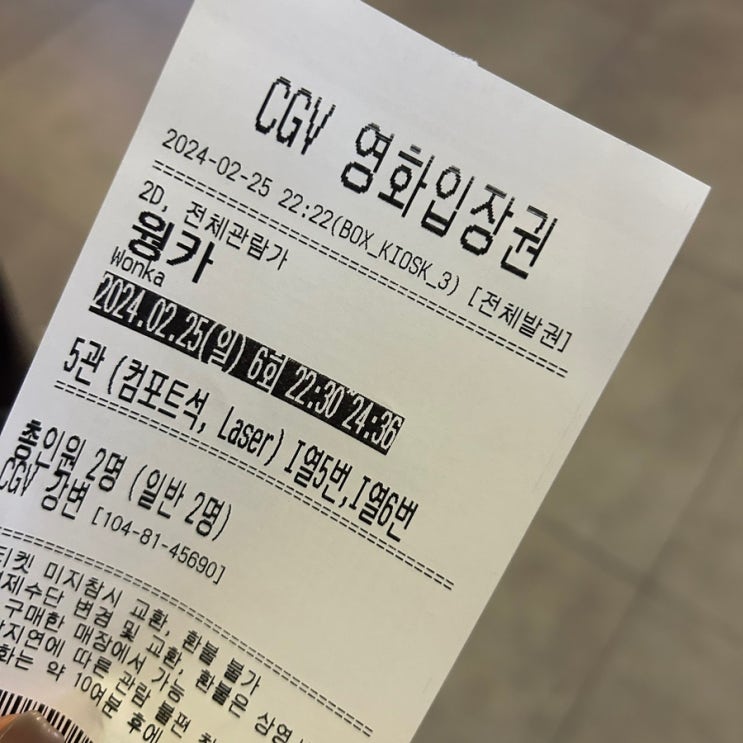 CGV 영화입장권
2024-02-25 22:22(BOX_KIOSK_3) [전체발권]
2D, 전체관람가
웡카
Wonka
2024.02.25(일) 6회 22:30~24:36
5관 (컴포트석, Laser) I열5번,I열6번
총인원 2명 (일반 2명)
CGV 강변 [104-81-45690]
티켓 미지참시 교환, 환불 불가
제수단 변경 및 교환, 환불은 상영
구매한 매장에서 가능
지연에 따른 관람 불편
화는 약 10여분 후에